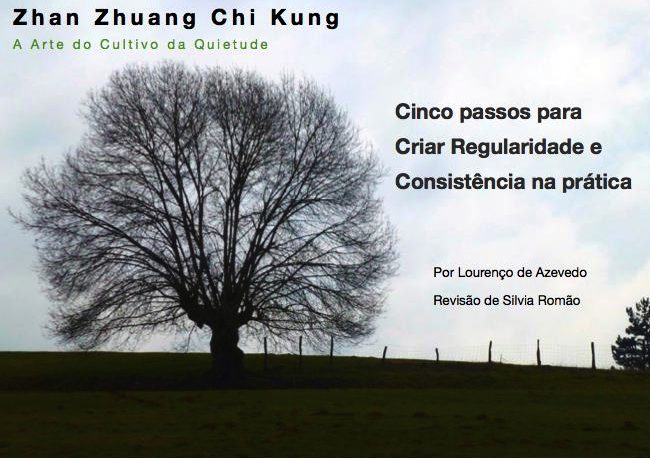 Zhan Zhuang Chi Kung
A Arte do Cultivo da Quietude
Cinco passos para
Criar Regularidade e
Consistência na prática
Por Lourenço de Azevedo
Revisão de Silvia Romão